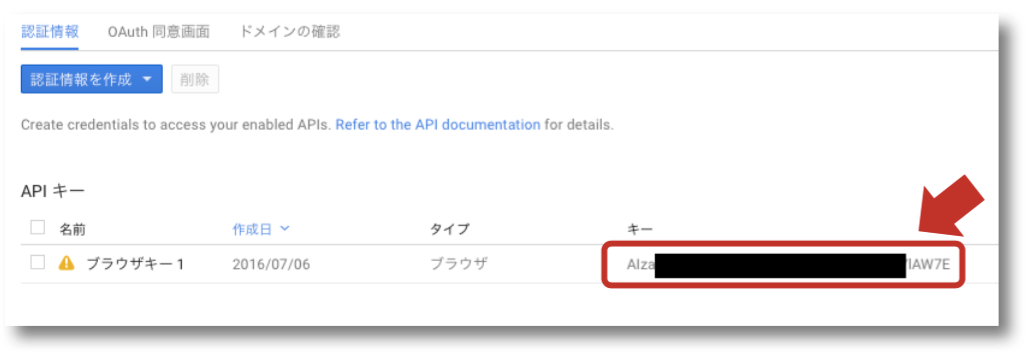 認証情報 OAuth 同意画面 ドメインの確認
認証情報を作成 削除
Create credentials to access your enabled APIs. Refer to the API documentation for details.
API キー
名前 作成日 タイプ キー
ブラウザキー 1 2016/07/06 ブラウザ AIza IAW7E